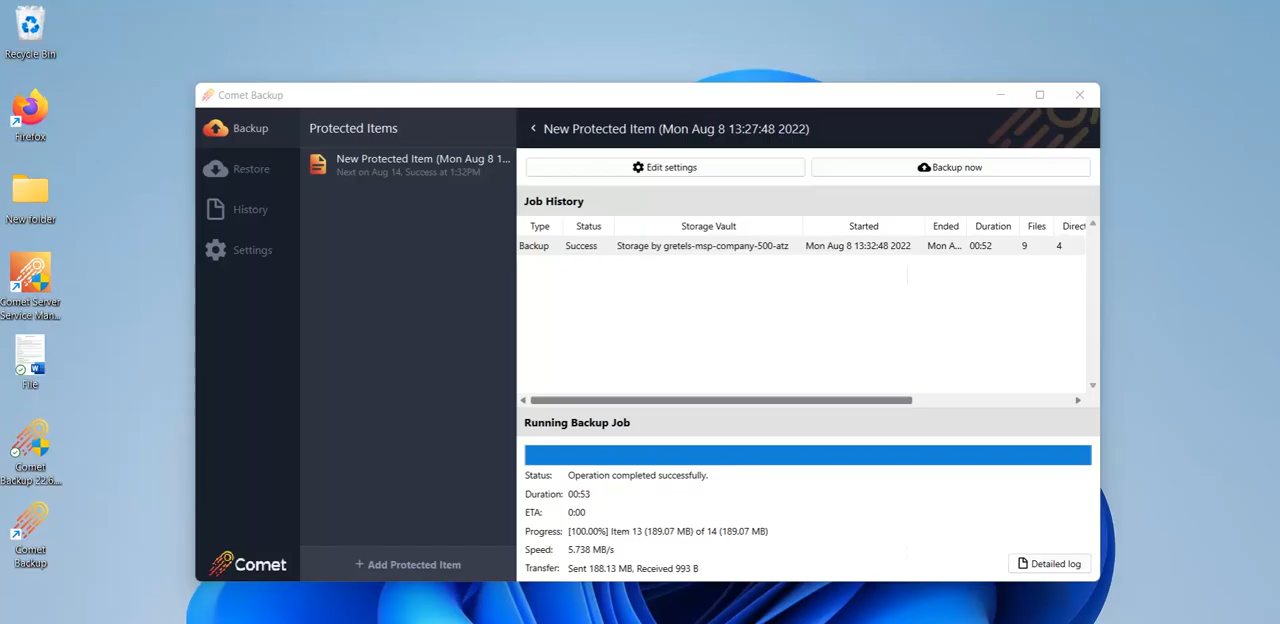 Recycle Bin
Firefox
New folder
Comet Server
Service Man...
File
Comet
Backup 22.6....
Comet
Backup
Comet Backup
Backup
Restore
History
Settings
Comet
Protected Items
New Protected Item (Mon Aug 8 1...
Next on Aug 14, Success at 1:32PM
+ Add Protected Item
‹ New Protected Item (Mon Aug 8 13:27:48 2022)
Edit settings
Backup now
Job History
Type Status Storage Vault Started Ended Duration Files Direct
Backup Success Storage by gretels-msp-company-500-atz Mon Aug 8 13:32:48 2022 Mon A... 00:52 9 4
Running Backup Job
Status: Operation completed successfully.
Duration: 00:53
ETA: 0:00
Progress: [100.00%] Item 13 (189.07 MB) of 14 (189.07 MB)
Speed: 5.738 MB/s
Transfer: Sent 188.13 MB, Received 993 B
Detailed log